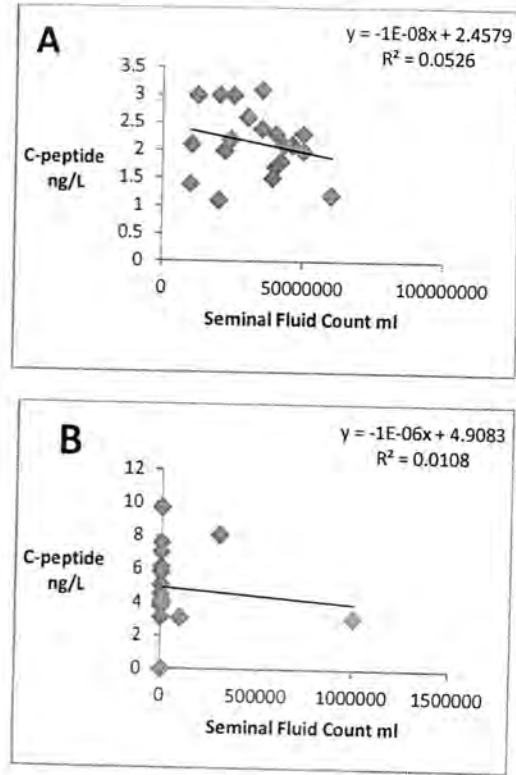 A
y = -1E-08x + 2.4579
R² = 0.0526
C-peptide
ng/L
3.5
3
2.5
2
1.5
1
0.5
0
0
50000000
100000000
Seminal Fluid Count ml
B
y = -1E-06x + 4.9083
R² = 0.0108
C-peptide
ng/L
12
10
8
6
4
2
0
0
500000
1000000
1500000
Seminal Fluid Count ml